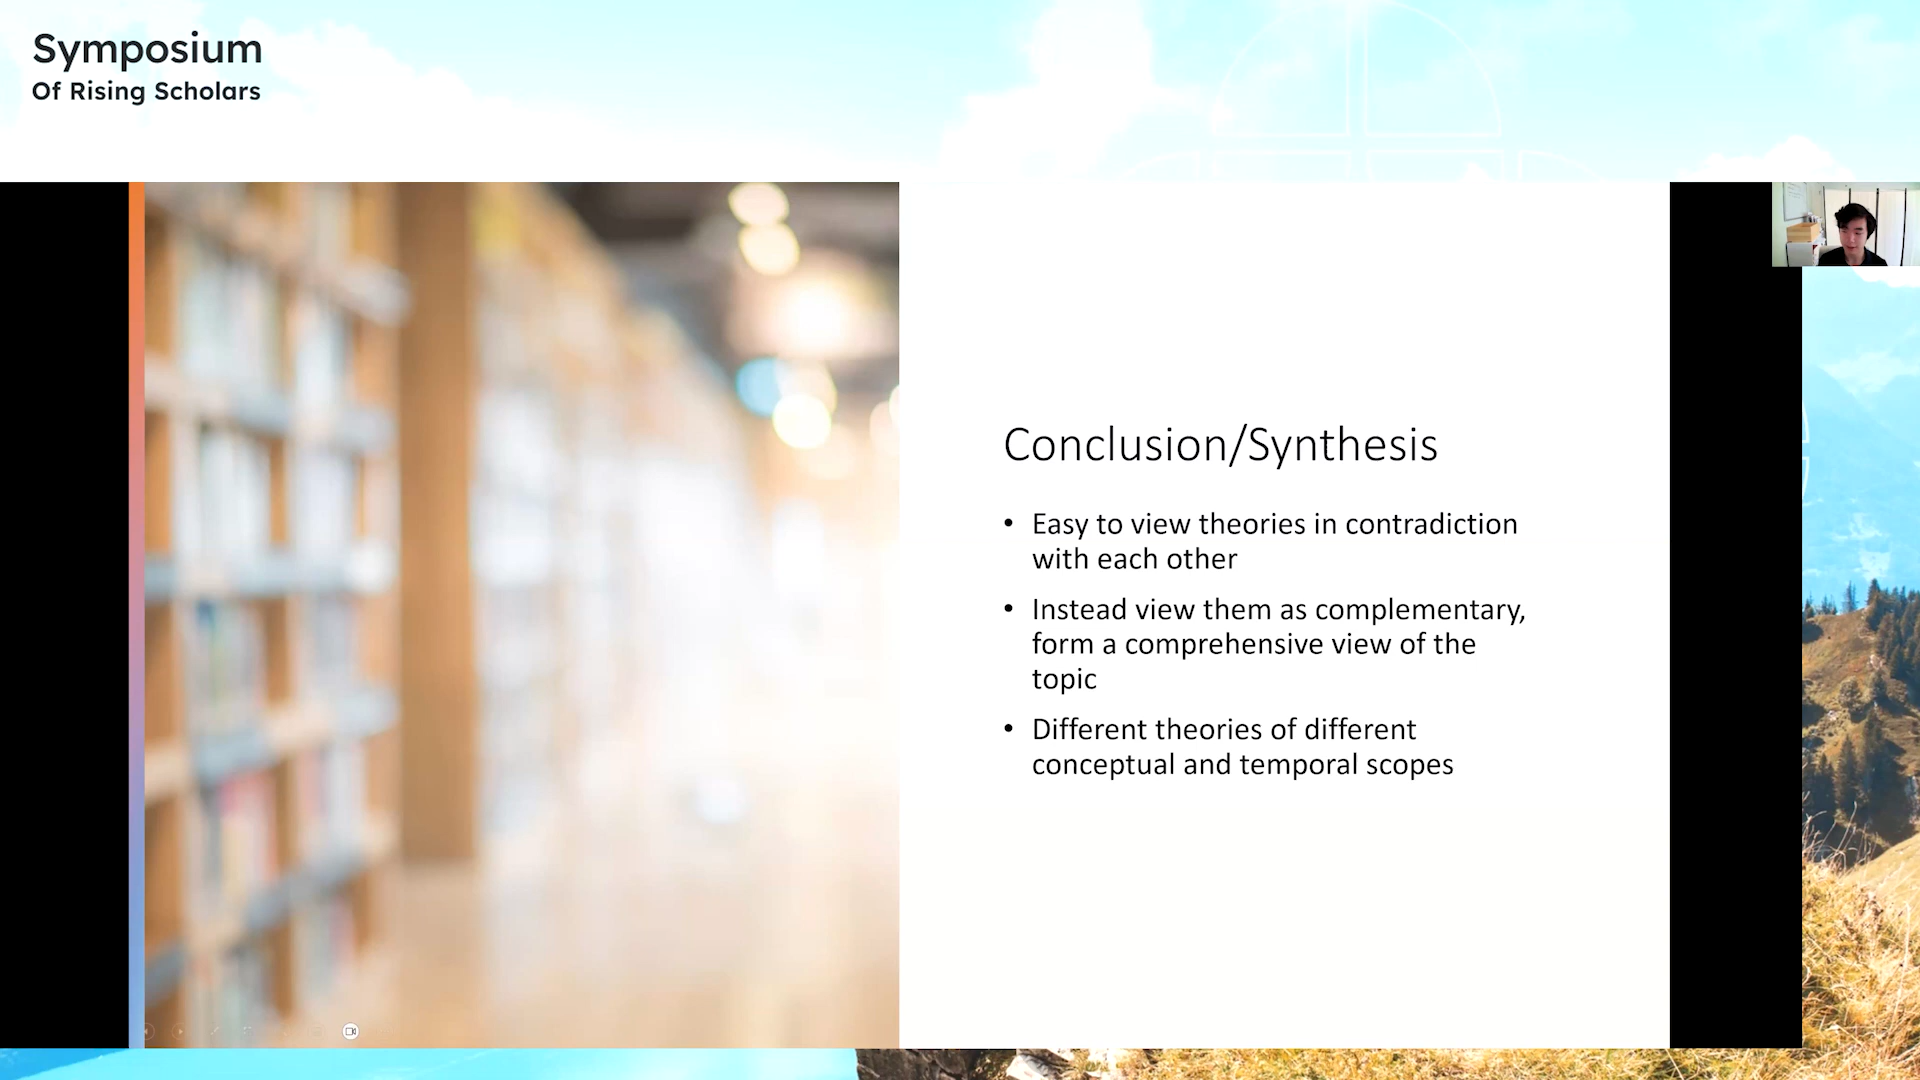 Symposium
Of Rising Scholars
Conclusion/Synthesis
• Easy to view theories in contradiction
with each other
• Instead view them as complementary,
form a comprehensive view of the
topic
• Different theories of different
conceptual and temporal scopes